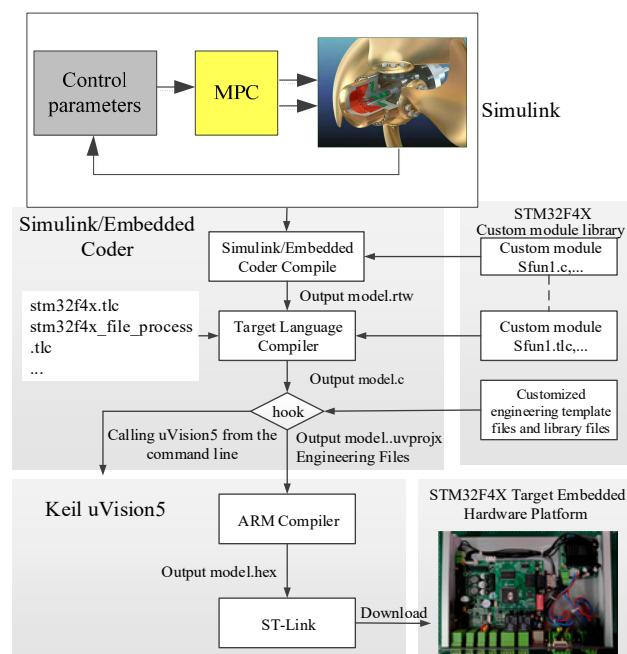 Control
parameters
MPC
Simulink
Simulink/Embedded
Coder
STM32F4X
Custom module library
Simulink/Embedded
Coder Compile
Custom module
Sfun1.c,...
Output model.rtw
stm32f4x.tlc
stm32f4x_file_process
.tlc
...
Target Language
Compiler
Custom module
Sfun1.tlc,...
Output model.c
hook
Customized
engineering template
files and library files
Calling uVision5 from the
command line
Output model..uvprojx
Engineering Files
Keil uVision5
ARM Compiler
STM32F4X Target Embedded
Hardware Platform
Output model.hex
ST-Link
Download